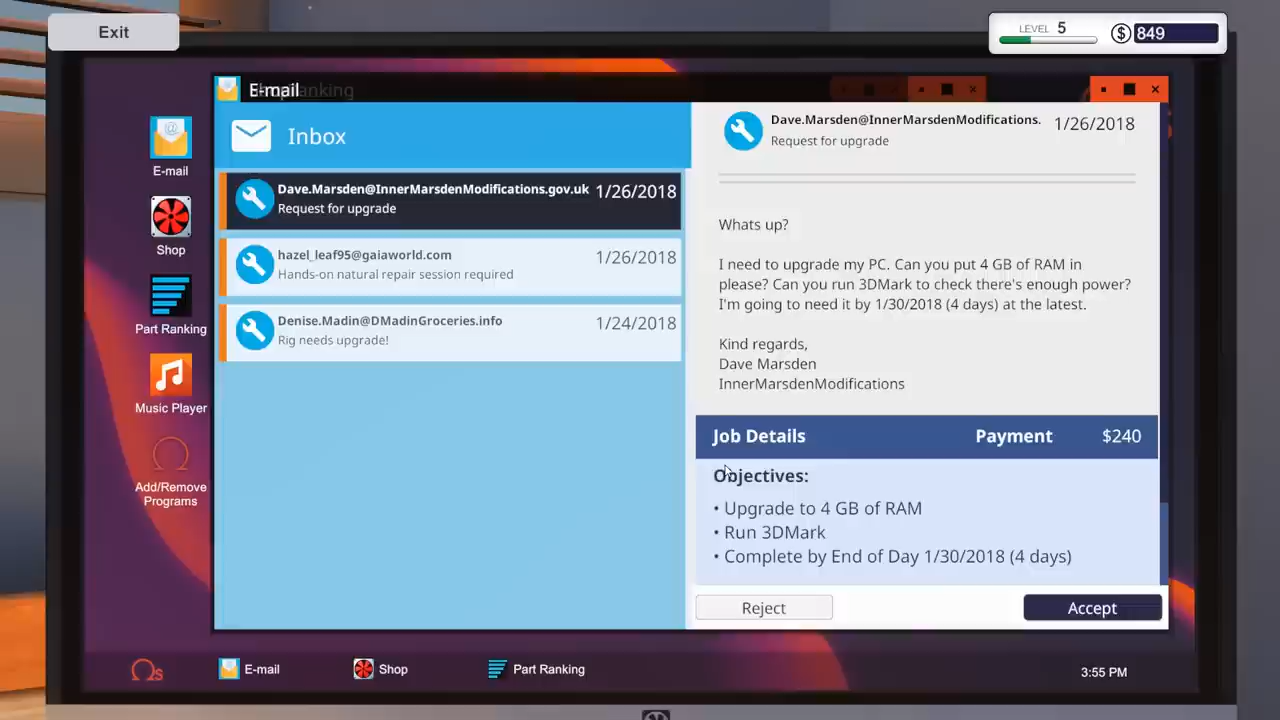 Exit
LEVEL 5
$ 849
E-mail
Inbox
Dave.Marsden@InnerMarsdenModifications.gov.uk 1/26/2018
Request for upgrade
hazel_leaf95@gaiaworld.com 1/26/2018
Hands-on natural repair session required
Denise.Madin@DMadinGroceries.info 1/24/2018
Rig needs upgrade!
Dave.Marsden@InnerMarsdenModifications. 1/26/2018
Request for upgrade
Whats up?
I need to upgrade my PC. Can you put 4 GB of RAM in
please? Can you run 3DMark to check there's enough power?
I'm going to need it by 1/30/2018 (4 days) at the latest.
Kind regards,
Dave Marsden
InnerMarsdenModifications
Job Details Payment $240
Objectives:
• Upgrade to 4 GB of RAM
• Run 3DMark
• Complete by End of Day 1/30/2018 (4 days)
Reject Accept
E-mail
Shop
Part Ranking
Music Player
Add/Remove
Programs
Ωs E-mail Shop Part Ranking 3:55 PM